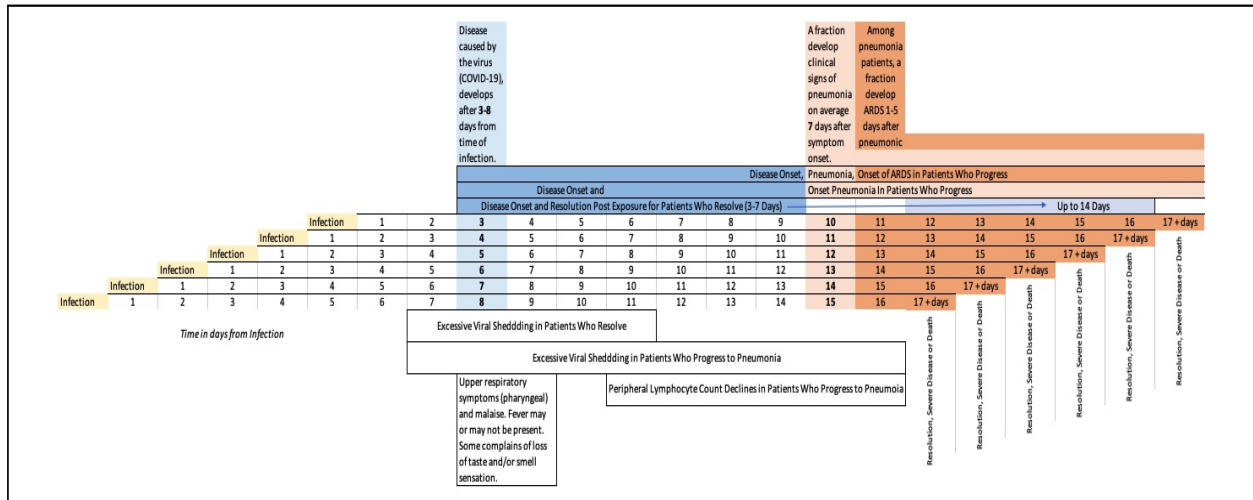 Disease
caused by
the virus
(COVID-19),
develops
after 3-8
days from
time of
infection.
A fraction
develop
clinical
signs of
pneumonia
on average
7 days after
symptom
onset.
Among
pneumonia
patients, a
fraction
develop
ARDS 1-5
days after
pneumonic
Disease Onset, Pneumonia, Onset of ARDS in Patients Who Progress
Disease Onset and Onset Pneumonia In Patients Who Progress
Disease Onset and Resolution Post Exposure for Patients Who Resolve (3-7 Days) Up to 14 Days
Infection 1 2 3 4 5 6 7 8 9 10 11 12 13 14 15 16 17 + days
Infection 1 2 3 4 5 6 7 8 9 10 11 12 13 14 15 16 17 + days
Infection 1 2 3 4 5 6 7 8 9 10 11 12 13 14 15 16 17 + days
Infection 1 2 3 4 5 6 7 8 9 10 11 12 13 14 15 16 17 + days
Infection 1 2 3 4 5 6 7 8 9 10 11 12 13 14 15 16 17 + days
Infection 1 2 3 4 5 6 7 8 9 10 11 12 13 14 15 16 17 + days
Time in days from Infection
Excessive Viral Sheddding in Patients Who Resolve
Excessive Viral Sheddding in Patients Who Progress to Pneumonia
Peripheral Lymphocyte Count Declines in Patients Who Progress to Pneumoia
Upper respiratory
symptoms (pharyngeal)
and malaise. Fever may
or may not be present.
Some complains of loss
of taste and/or smell
sensation.
Resolution, Severe Disease or Death
Resolution, Severe Disease or Death
Resolution, Severe Disease or Death
Resolution, Severe Disease or Death
Resolution, Severe Disease or Death
Resolution, Severe Disease or Death